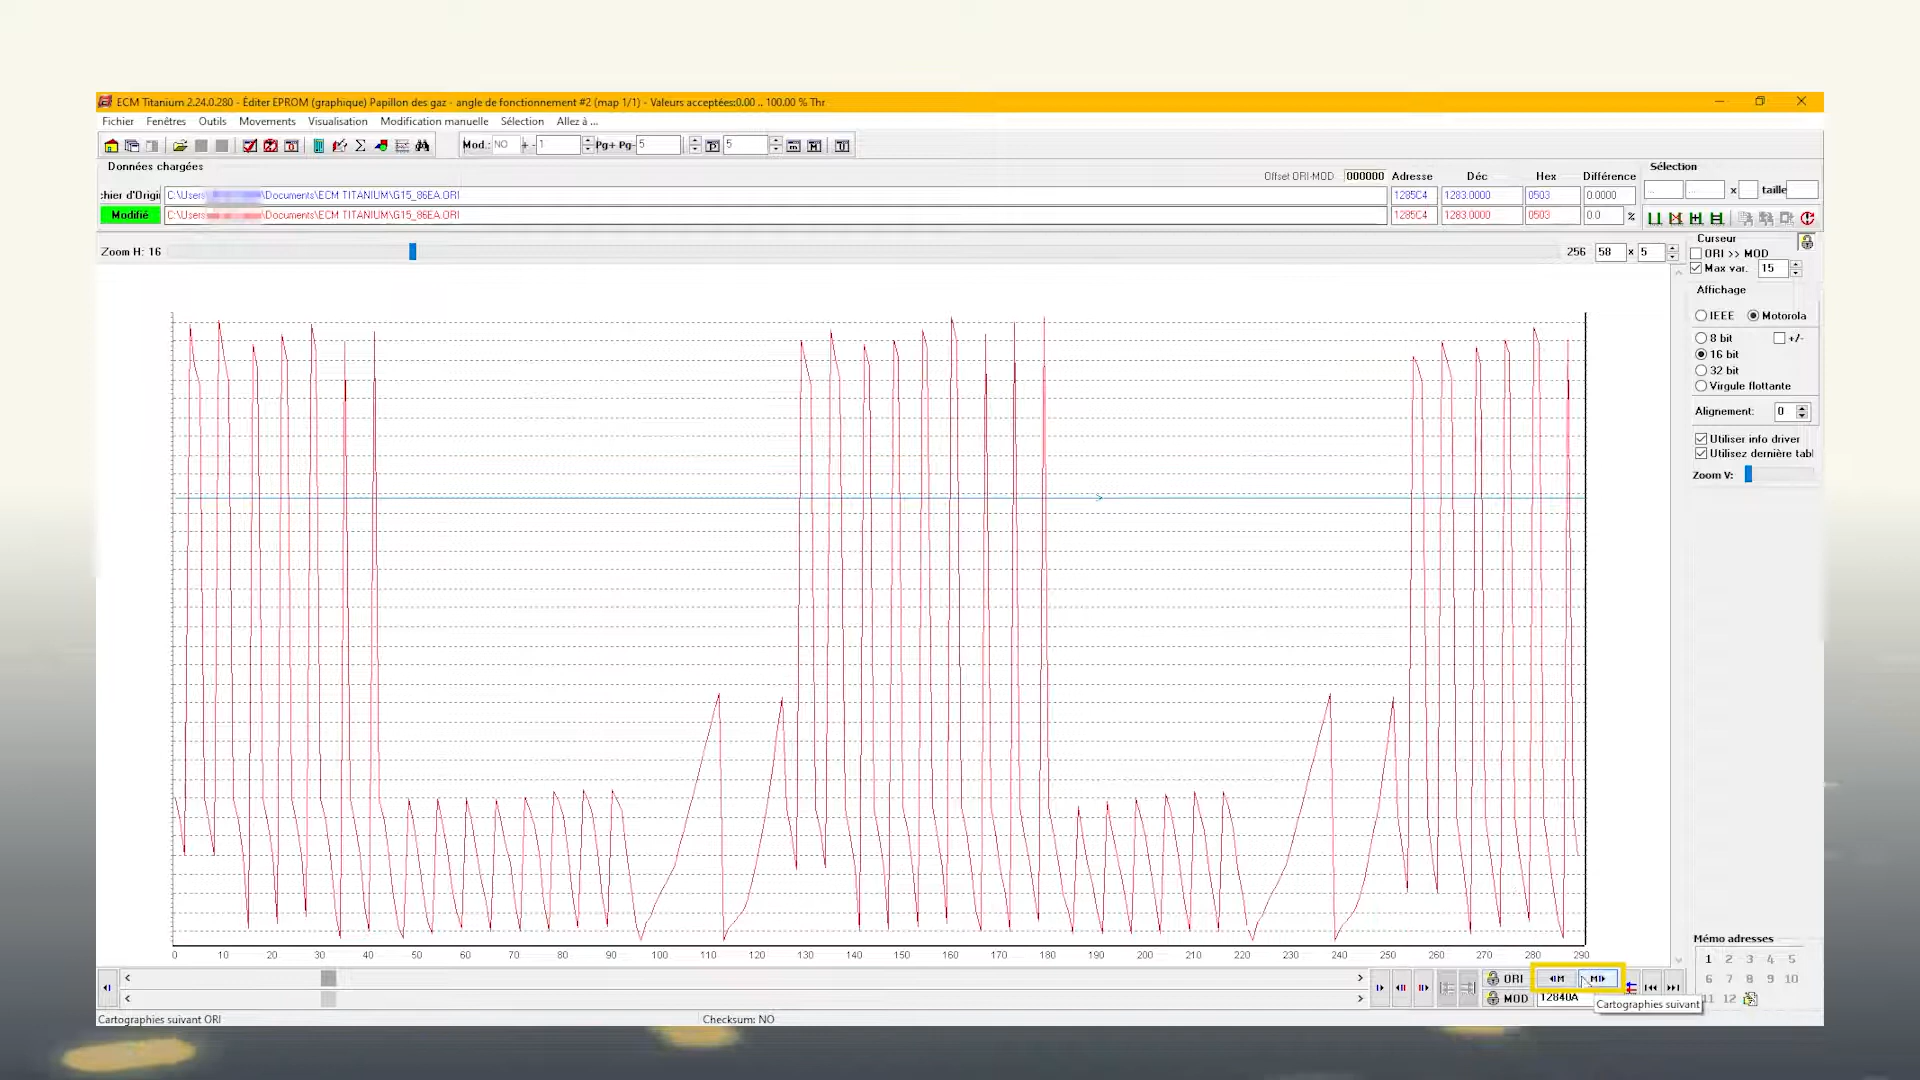 ECM Titanium 2.24.0.280 - Éditer EPROM (graphique) Papillon des gaz - angle de fonctionnement #2 (map 1/1) - Valeurs acceptées:0.00 .. 100.00 % Thr
Fichier Fenêtres Outils Movements Visualisation Modification manuelle Sélection Allez à ...
Mod.: NO + - 1 Pg+ Pg- 5 5
Données chargées Sélection
Offset ORI-MOD 000000 Adresse Déc Hex Différence
:hier d'Origi C:\Users \Documents\ECM TITANIUM\G15_86EA.ORI 1285C4 1283.0000 0503 0.0000 ... ... x taille
Modifié C:\Users \Documents\ECM TITANIUM\G15_86EA.ORI 1285C4 1283.0000 0503 0.0 %
Zoom H: 16 256 58 x 5
Curseur
ORI >> MOD
Max var. 15
Affichage
IEEE Motorola
8 bit +/-
16 bit
32 bit
Virgule flottante
Alignement: 0
Utiliser info driver
Utilisez dernière tabl
Zoom V:
0 10 20 30 40 50 60 70 80 90 100 110 120 130 140 150 160 170 180 190 200 210 220 230 240 250 260 270 280 290
Mémo adresses
1 2 3 4 5
6 7 8 9 10
11 12
ORI
MOD 12840A
Cartographies suivant
Cartographies suivant ORI Checksum: NO